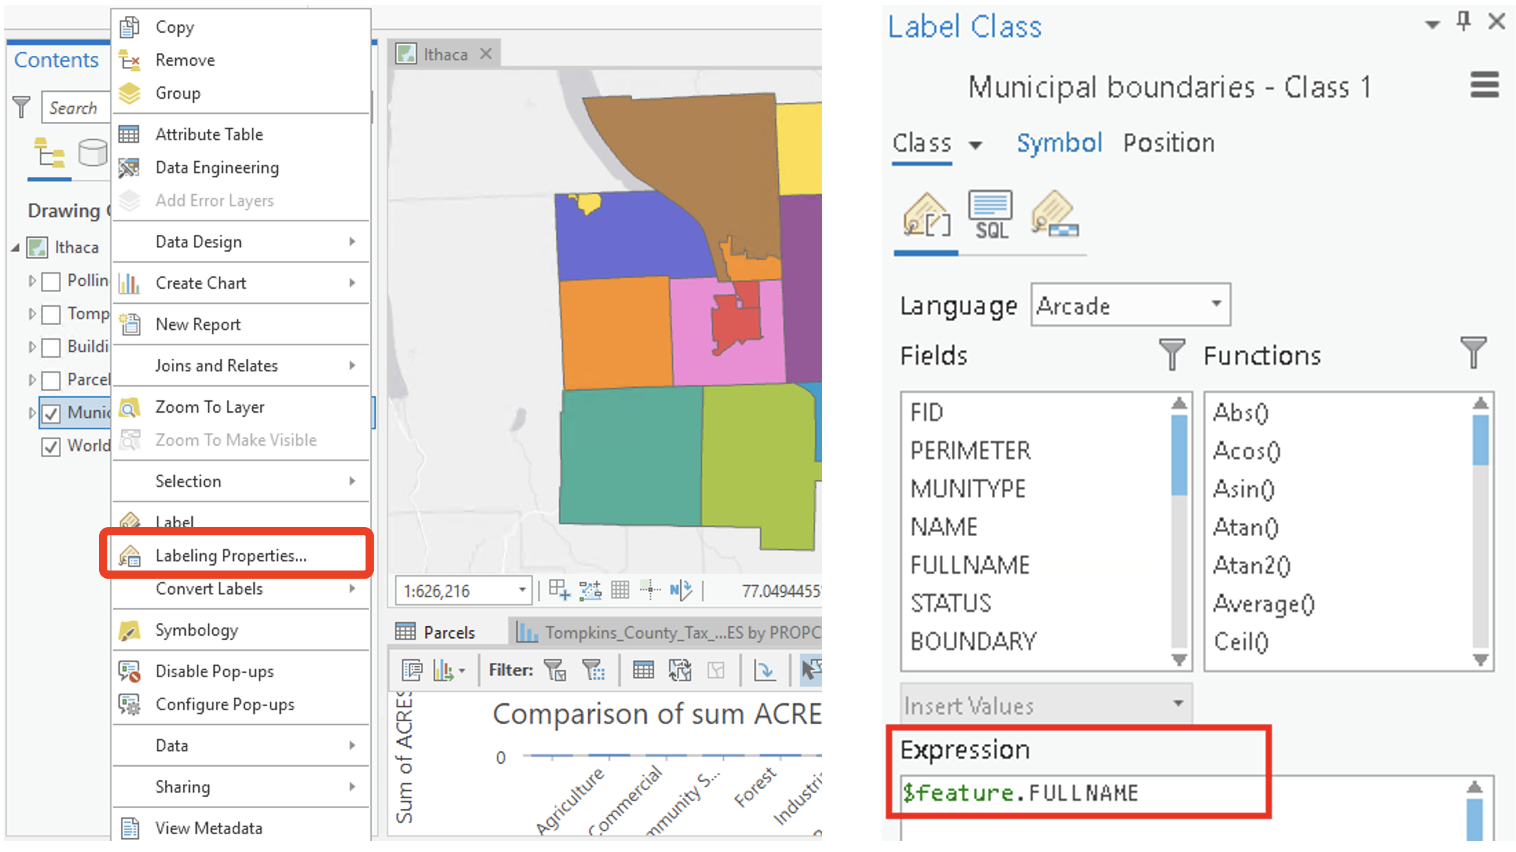 Contents
Search
Drawing
Ithaca
Pollin
Tomp
Buildi
Parcel
Munic
World
Copy
Remove
Group
Attribute Table
Data Engineering
Add Error Layers
Data Design
Create Chart
New Report
Joins and Relates
Zoom To Layer
Zoom To Make Visible
Selection
Label
Labeling Properties...
Convert Labels
Symbology
Disable Pop-ups
Configure Pop-ups
Data
Sharing
View Metadata
Ithaca
1:626,216
77.0494455
Parcels
Tompkins_County_Tax_...ES by PROPC
Filter:
Comparison of sum ACRE
Sum of ACRES
0
Agriculture
Commercial
mmunity S...
Forest
Industri
Label Class
Municipal boundaries - Class 1
Class Symbol Position
SQL
Language Arcade
Fields Functions
FID
PERIMETER
MUNITYPE
NAME
FULLNAME
STATUS
BOUNDARY
Abs()
Acos()
Asin()
Atan()
Atan2()
Average()
Ceil()
Insert Values
Expression
$feature.FULLNAME